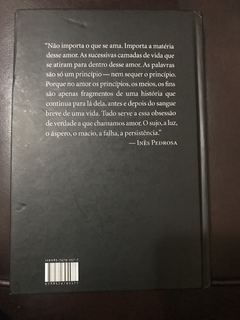 “Não importa o que se ama. Importa a matéria
desse amor. As sucessivas camadas de vida que
se atiram para dentro desse amor. As palavras
são só um princípio — nem sequer o princípio.
Porque no amor os princípios, os meios, os fins
são apenas fragmentos de uma história que
continua para lá dela, antes e depois do sangue
breve de uma vida. Tudo serve a essa obsessão
de verdade a que chamamos amor. O sujo, a luz,
o áspero, o macio, a falha, a persistência.”
— Inês Pedrosa